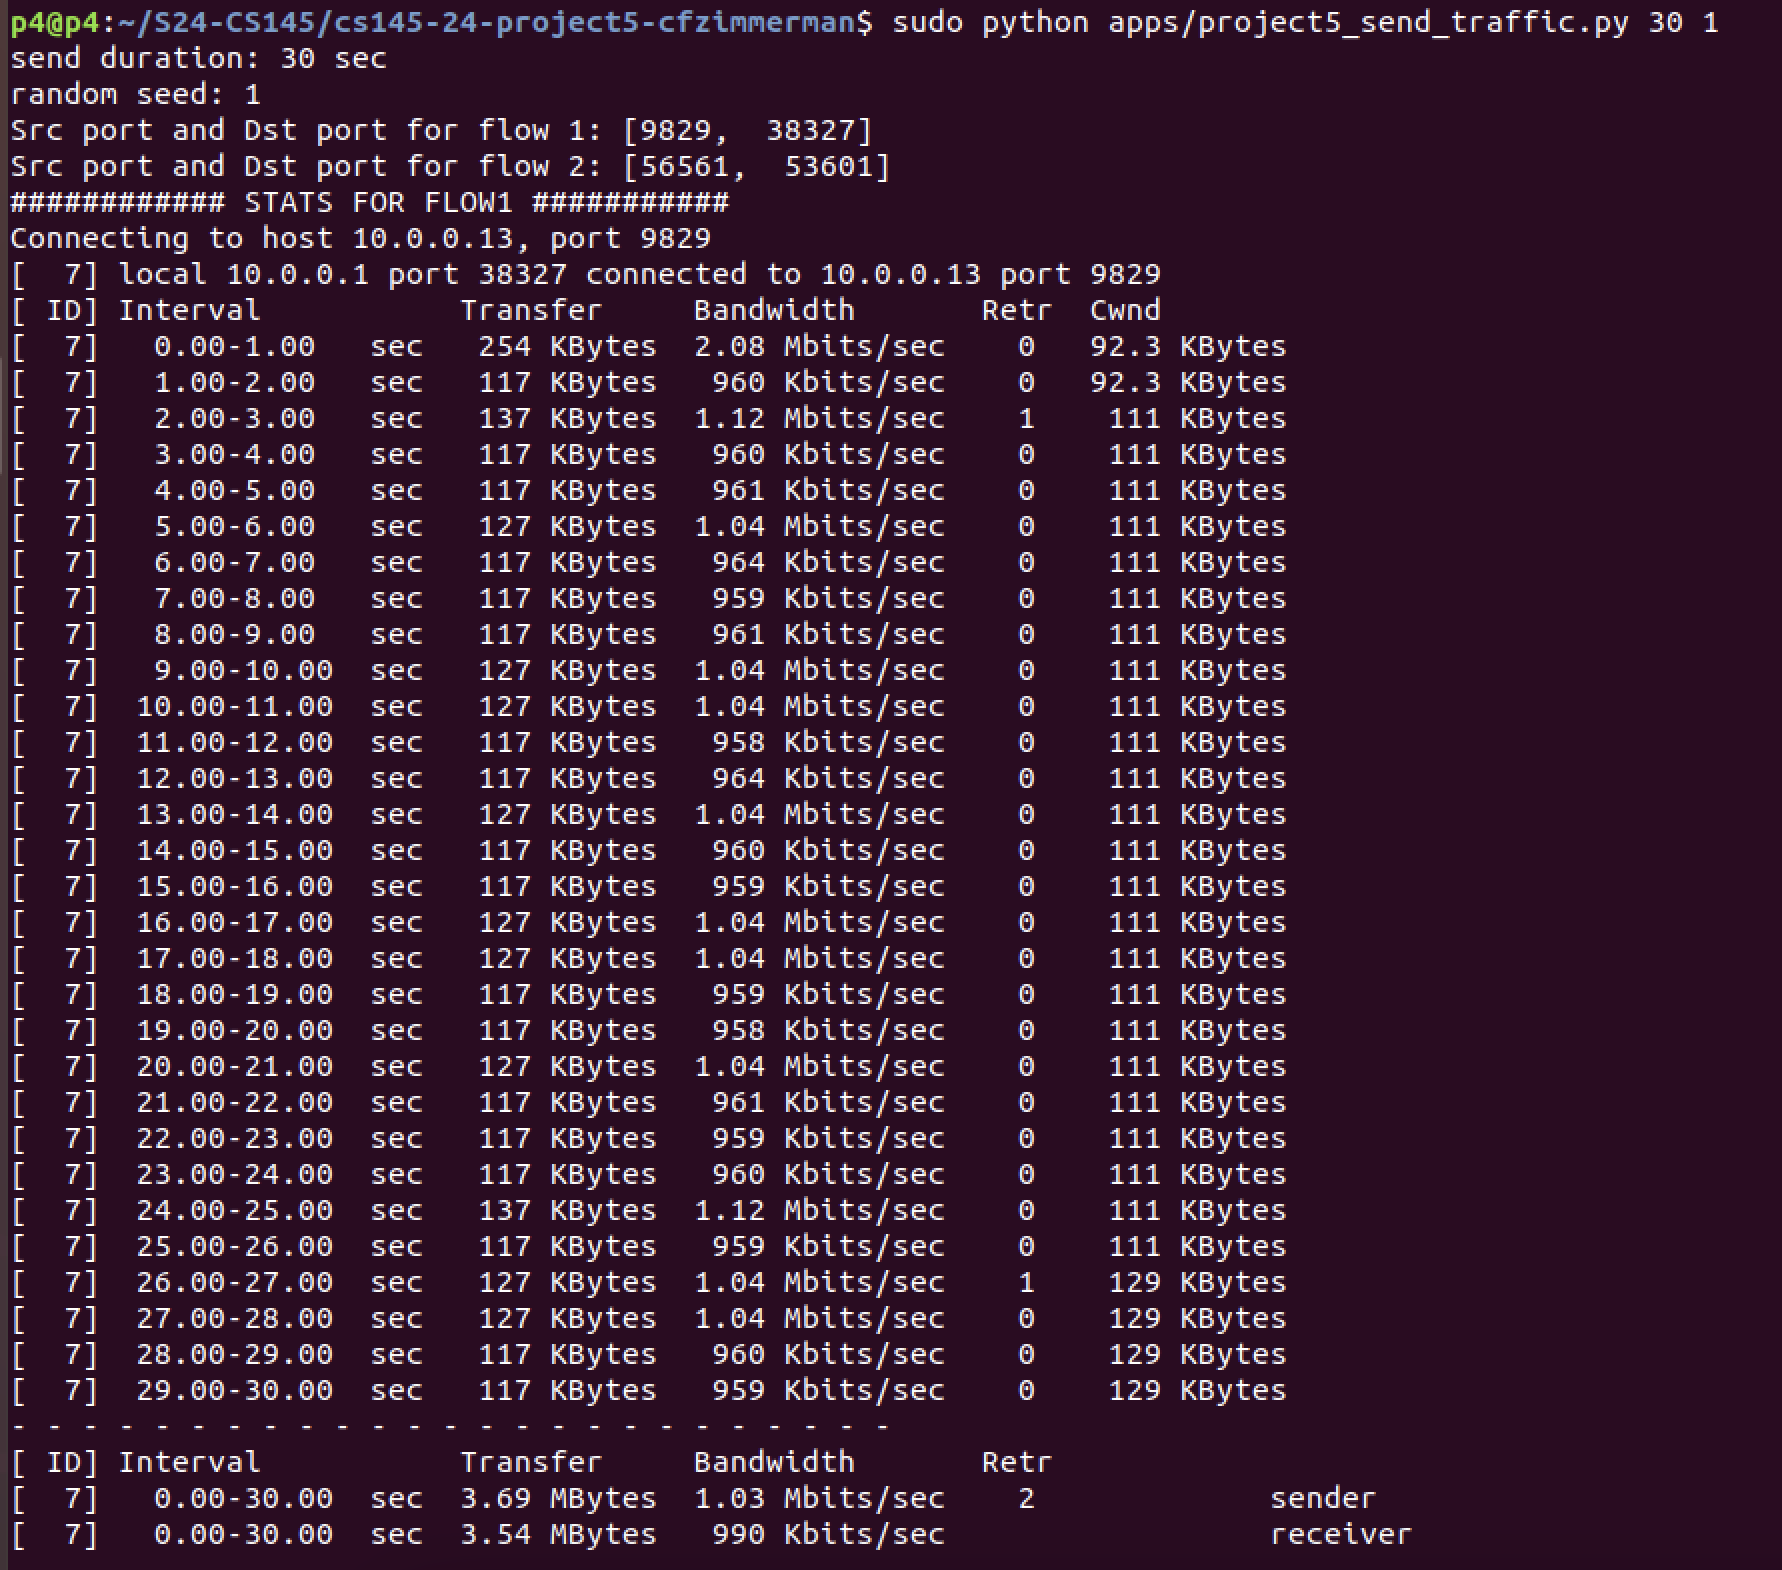 p4@p4:~/S24-CS145/cs145-24-project5-cfzimmerman$ sudo python apps/project5_send_traffic.py 30 1
send duration: 30 sec
random seed: 1
Src port and Dst port for flow 1: [9829,  38327]
Src port and Dst port for flow 2: [56561,  53601]
############ STATS FOR FLOW1 ###########
Connecting to host 10.0.0.13, port 9829
[  7] local 10.0.0.1 port 38327 connected to 10.0.0.13 port 9829
[ ID] Interval           Transfer     Bandwidth       Retr  Cwnd
[  7]   0.00-1.00   sec   254 KBytes  2.08 Mbits/sec    0   92.3 KBytes
[  7]   1.00-2.00   sec   117 KBytes   960 Kbits/sec    0   92.3 KBytes
[  7]   2.00-3.00   sec   137 KBytes  1.12 Mbits/sec    1    111 KBytes
[  7]   3.00-4.00   sec   117 KBytes   960 Kbits/sec    0    111 KBytes
[  7]   4.00-5.00   sec   117 KBytes   961 Kbits/sec    0    111 KBytes
[  7]   5.00-6.00   sec   127 KBytes  1.04 Mbits/sec    0    111 KBytes
[  7]   6.00-7.00   sec   117 KBytes   964 Kbits/sec    0    111 KBytes
[  7]   7.00-8.00   sec   117 KBytes   959 Kbits/sec    0    111 KBytes
[  7]   8.00-9.00   sec   117 KBytes   961 Kbits/sec    0    111 KBytes
[  7]   9.00-10.00  sec   127 KBytes  1.04 Mbits/sec    0    111 KBytes
[  7]  10.00-11.00  sec   127 KBytes  1.04 Mbits/sec    0    111 KBytes
[  7]  11.00-12.00  sec   117 KBytes   958 Kbits/sec    0    111 KBytes
[  7]  12.00-13.00  sec   117 KBytes   964 Kbits/sec    0    111 KBytes
[  7]  13.00-14.00  sec   127 KBytes  1.04 Mbits/sec    0    111 KBytes
[  7]  14.00-15.00  sec   117 KBytes   960 Kbits/sec    0    111 KBytes
[  7]  15.00-16.00  sec   117 KBytes   959 Kbits/sec    0    111 KBytes
[  7]  16.00-17.00  sec   127 KBytes  1.04 Mbits/sec    0    111 KBytes
[  7]  17.00-18.00  sec   127 KBytes  1.04 Mbits/sec    0    111 KBytes
[  7]  18.00-19.00  sec   117 KBytes   959 Kbits/sec    0    111 KBytes
[  7]  19.00-20.00  sec   117 KBytes   958 Kbits/sec    0    111 KBytes
[  7]  20.00-21.00  sec   127 KBytes  1.04 Mbits/sec    0    111 KBytes
[  7]  21.00-22.00  sec   117 KBytes   961 Kbits/sec    0    111 KBytes
[  7]  22.00-23.00  sec   117 KBytes   959 Kbits/sec    0    111 KBytes
[  7]  23.00-24.00  sec   117 KBytes   960 Kbits/sec    0    111 KBytes
[  7]  24.00-25.00  sec   137 KBytes  1.12 Mbits/sec    0    111 KBytes
[  7]  25.00-26.00  sec   117 KBytes   959 Kbits/sec    0    111 KBytes
[  7]  26.00-27.00  sec   127 KBytes  1.04 Mbits/sec    1    129 KBytes
[  7]  27.00-28.00  sec   127 KBytes  1.04 Mbits/sec    0    129 KBytes
[  7]  28.00-29.00  sec   117 KBytes   960 Kbits/sec    0    129 KBytes
[  7]  29.00-30.00  sec   117 KBytes   959 Kbits/sec    0    129 KBytes
- - - - - - - - - - - - - - - - - - - - - - - - -
[ ID] Interval           Transfer     Bandwidth       Retr
[  7]   0.00-30.00  sec  3.69 MBytes  1.03 Mbits/sec    2             sender
[  7]   0.00-30.00  sec  3.54 MBytes   990 Kbits/sec                  receiver